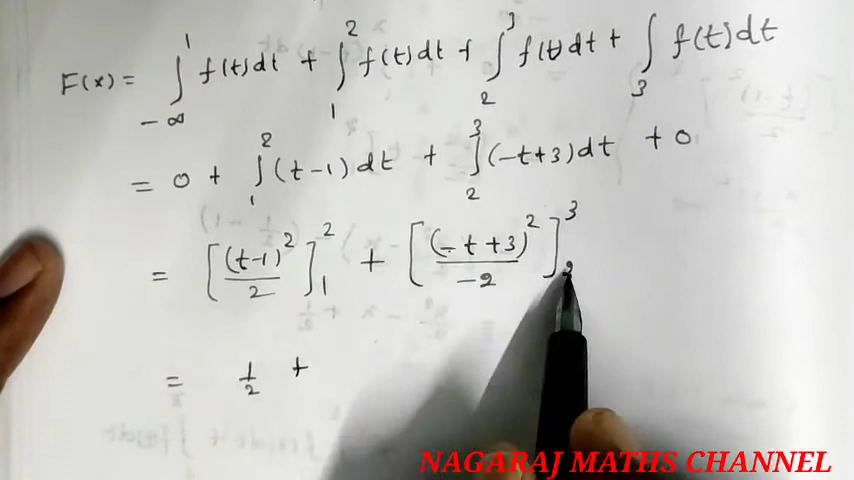 F(x) = ∫_{-∞}^{1} f(t)dt + ∫_{1}^{2} f(t)dt + ∫_{2}^{3} f(t)dt + ∫_{3} f(t)dt
= 0 + ∫_{1}^{2} (t-1)dt + ∫_{2}^{3} (-t+3)dt + 0
= [(t-1)^2/2]_{1}^{2} + [(-t+3)^2/-2]_{2}^{3}
= 1/2 +
NAGARAJ MATHS CHANNEL